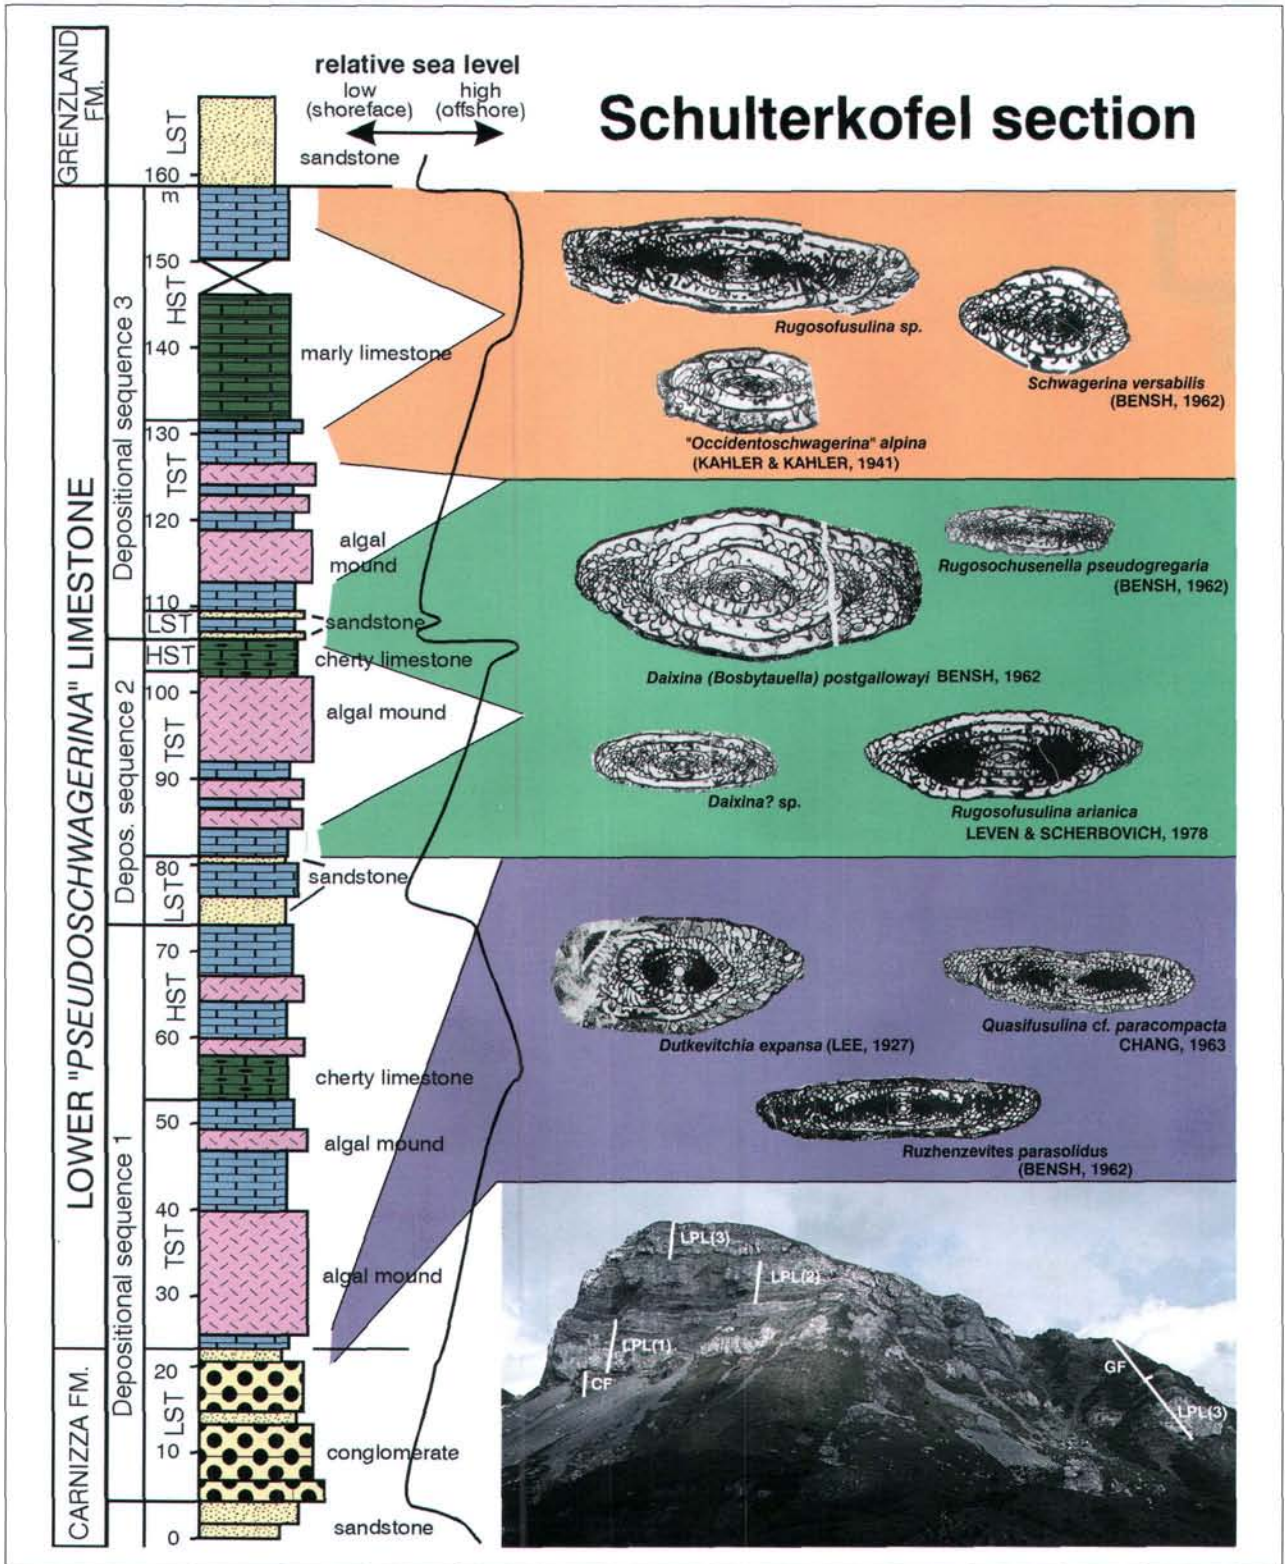 Schulterkofel section
relative sea level
low
(shoreface)
high
(offshore)
GRENZLAND
FM.
LOWER "PSEUDOSCHWAGERINA" LIMESTONE
CARNIZZA FM.
Depositional sequence 3
Depos. sequence 2
Depositional sequence 1
LST
HST
TST
LST
HST
TST
LST
HST
TST
LST
160
m
150
140
130
120
110
100
90
80
70
60
50
40
30
20
10
0
sandstone
marly limestone
algal
mound
sandstone
cherty limestone
algal mound
sandstone
cherty limestone
algal mound
algal mound
conglomerate
sandstone
Rugosofusulina sp.
Schwagerina versabilis
(BENSH, 1962)
"Occidentoschwagerina" alpina
(KAHLER & KAHLER, 1941)
Rugosochusenella pseudogregaria
(BENSH, 1962)
Daixina (Bosbytauella) postgallowayi BENSH, 1962
Daixina? sp.
Rugosofusulina arianica
LEVEN & SCHERBOVICH, 1978
Dutkevitchia expansa (LEE, 1927)
Quasifusulina cf. paracompacta
CHANG, 1963
Ruzhenzevites parasolidus
(BENSH, 1962)
LPL(3)
LPL(2)
LPL(1)
CF
GF
LPL(3)